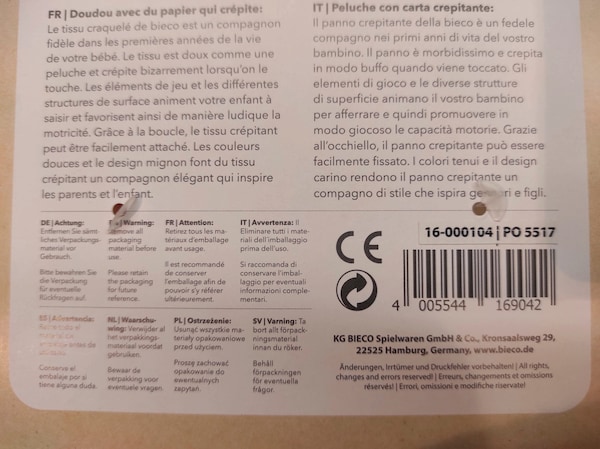 FR | Doudou avec du papier qui crépite:
Le tissu craquelé de bieco est un compagnon
fidèle dans les premières années de la vie
de votre bébé. Le tissu est doux comme une
peluche et crépite bizarrement lorsqu'on le
touche. Les éléments de jeu et les différentes
structures de surface animent votre enfant à
saisir et favorisent ainsi de manière ludique la
motricité. Grâce à la boucle, le tissu crépitant
peut être facilement attaché. Les couleurs
douces et le design mignon font du tissu
crépitant un compagnon élégant qui inspire
les parents et l'enfant.
IT | Peluche con carta crepitante:
Il panno crepitante della bieco è un fedele
compagno nei primi anni di vita del vostro
bambino. Il panno è morbidissimo e crepita
in modo buffo quando viene toccato. Gli
elementi di gioco e le diverse strutture
di superficie animano il vostro bambino
per afferrare e quindi promuovere in
modo giocoso le capacità motorie. Grazie
all'occhiello, il panno crepitante può essere
facilmente fissato. I colori tenui e il design
carino rendono il panno crepitante un
compagno di stile che ispira genitori e figli.
DE | Achtung:
Entfernen Sie sämt
liches Verpackungs-
material vor
Gebrauch.
Bitte bewahren Sie
die Verpackung
für eventuelle
Rückfragen auf.
Warning:
Remove all
packaging
material before
use.
Please retain
the packaging
for future
reference.
FR | Attention:
Retirez tous les ma-
tériaux d'emballage
avant usage.
Il est recommandé
de conserver
l'emballage afin de
pouvoir s'y référer
ultérieurement.
IT | Avvertenza: Il
Eliminare tutti i mate-
riali dell'imballaggio
prima dell'uso.
Si raccomanda di
conservare l'imbal-
laggio per eventuali
informazioni comple-
mentari.
ES | Advertencia:
Conserva el
embalaje por si
tiene alguna duda.
NL | Waarschu-
wing: Verwijder al
het verpakkings-
materiaal voordat
gebruiken.
Bewaar de
verpakking voor
eventuele vragen.
PL | Ostrzeżenie:
Usunąć wszystkie
materiały opakowaniowe
przed użyciem.
Proszę zachować
opakowanie do
ewentualnych
zapytań.
SV | Varning: Ta
bort allt förpack-
ningsmaterial
innan du röker.
Behåll
förpackningen
för eventuella
frågor.
CE
16-000104 | PO 5517
4 005544 169042
KG BIECO Spielwaren GmbH & Co., Kronsaalsweg 29,
22525 Hamburg, Germany, www.bieco.de
Änderungen, Irrtümer und Druckfehler vorbehalten! | All rights,
changes and errors reserved! | Erreurs, changements et omissions
réservés! | Errori, omissioni e modifiche riservate!